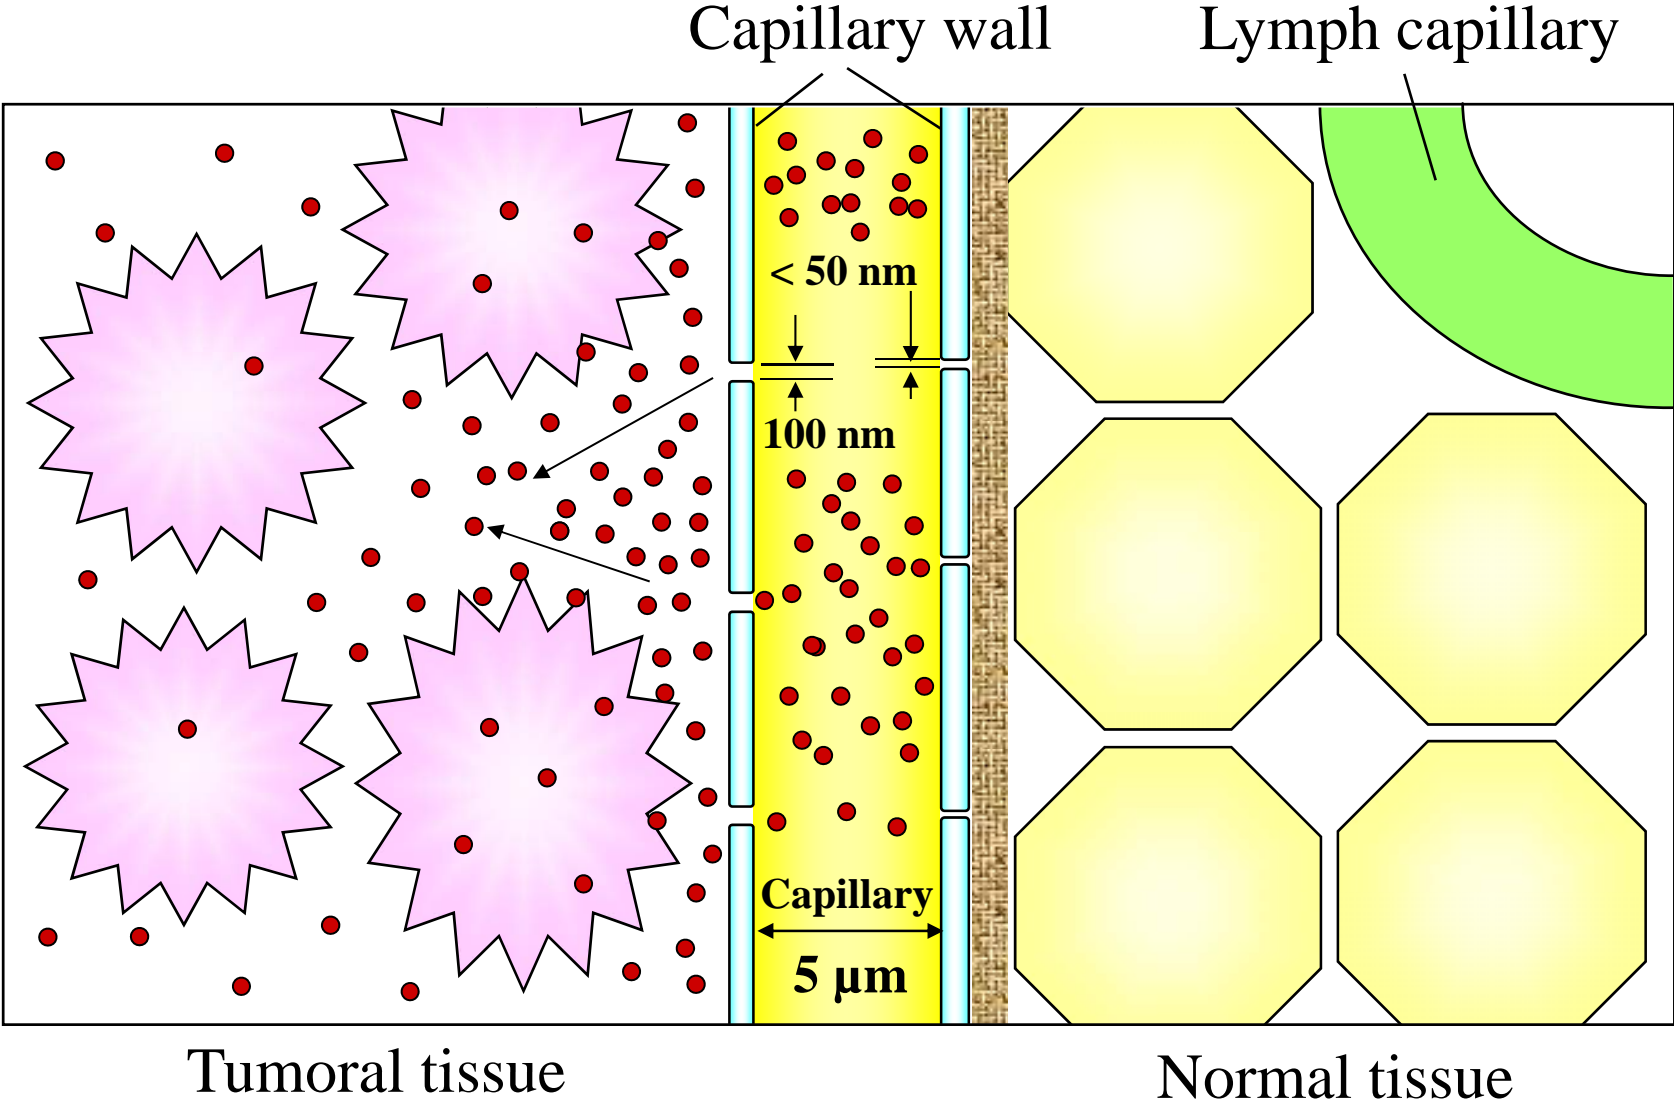 Capillary wall
Lymph capillary
< 50 nm
100 nm
Capillary
5 µm
Tumoral tissue
Normal tissue